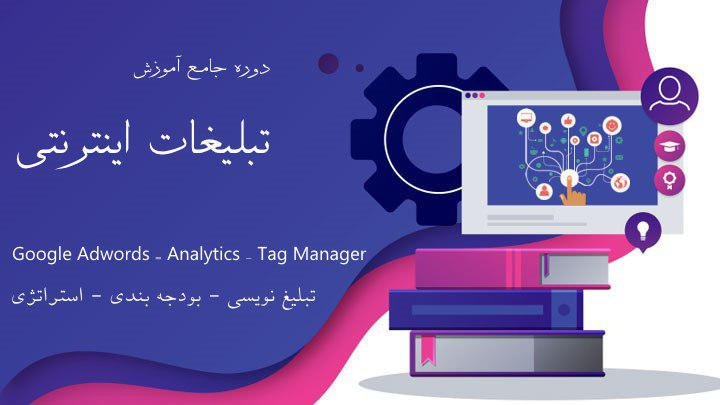 دوره جامع آموزش
تبلیغات اینترنتی
Google Adwords - Analytics - Tag Manager
تبلیغ نویسی - بودجه بندی - استراتژی